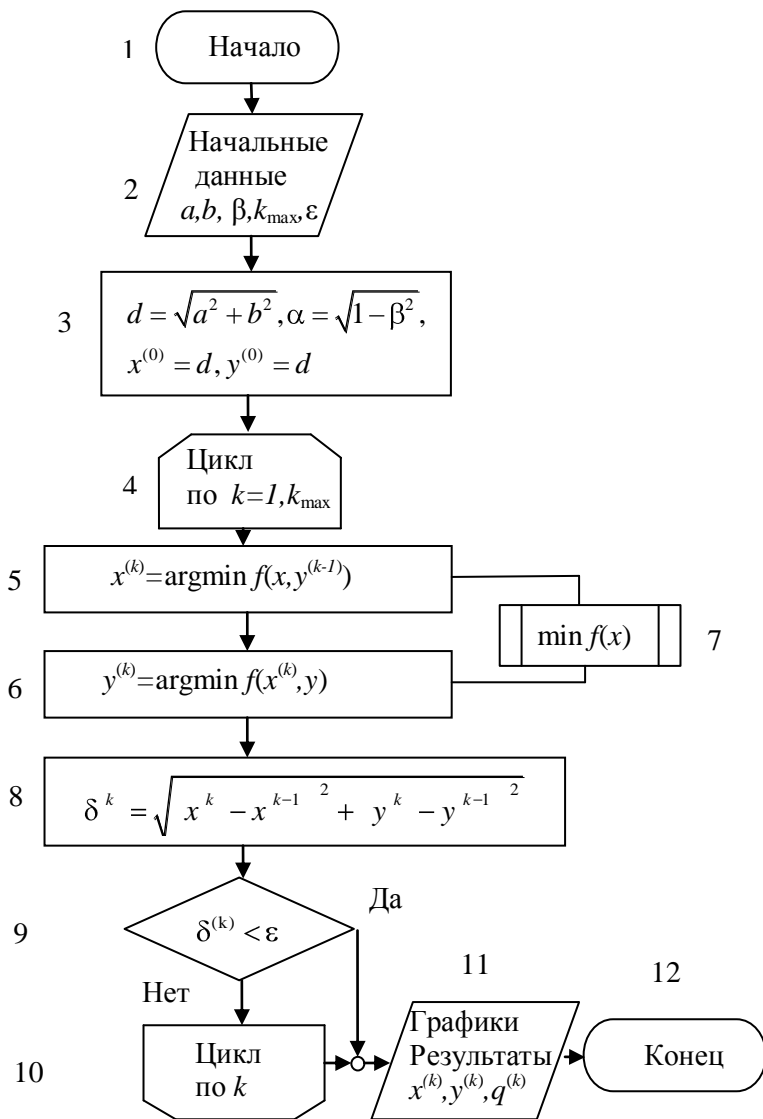 1 Начало
Начальные
данные
2 a,b, β,kmax,ε
3 d = √a² + b², α = √1 − β²,
x⁽⁰⁾ = d, y⁽⁰⁾ = d
Цикл
4 по k=1,kmax
5 x⁽ᵏ⁾=argmin f(x,y⁽ᵏ⁻¹⁾)
min f(x) 7
6 y⁽ᵏ⁾=argmin f(x⁽ᵏ⁾,y)
8 δ ᵏ = √ x ᵏ − x ᵏ⁻¹ ² + y ᵏ − y ᵏ⁻¹ ²
Да
9 δ⁽ᵏ⁾ < ε
11
12
Нет
Графики
Цикл
Результаты
Конец
10 по k
x⁽ᵏ⁾,y⁽ᵏ⁾,q⁽ᵏ⁾